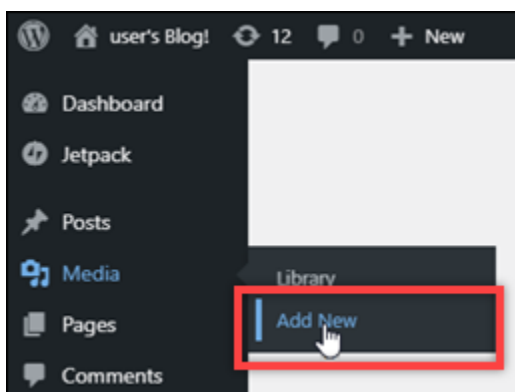 user's Blog! 12 0 New
Dashboard
Jetpack
Posts
Media
Library
Add New
Pages
Comments